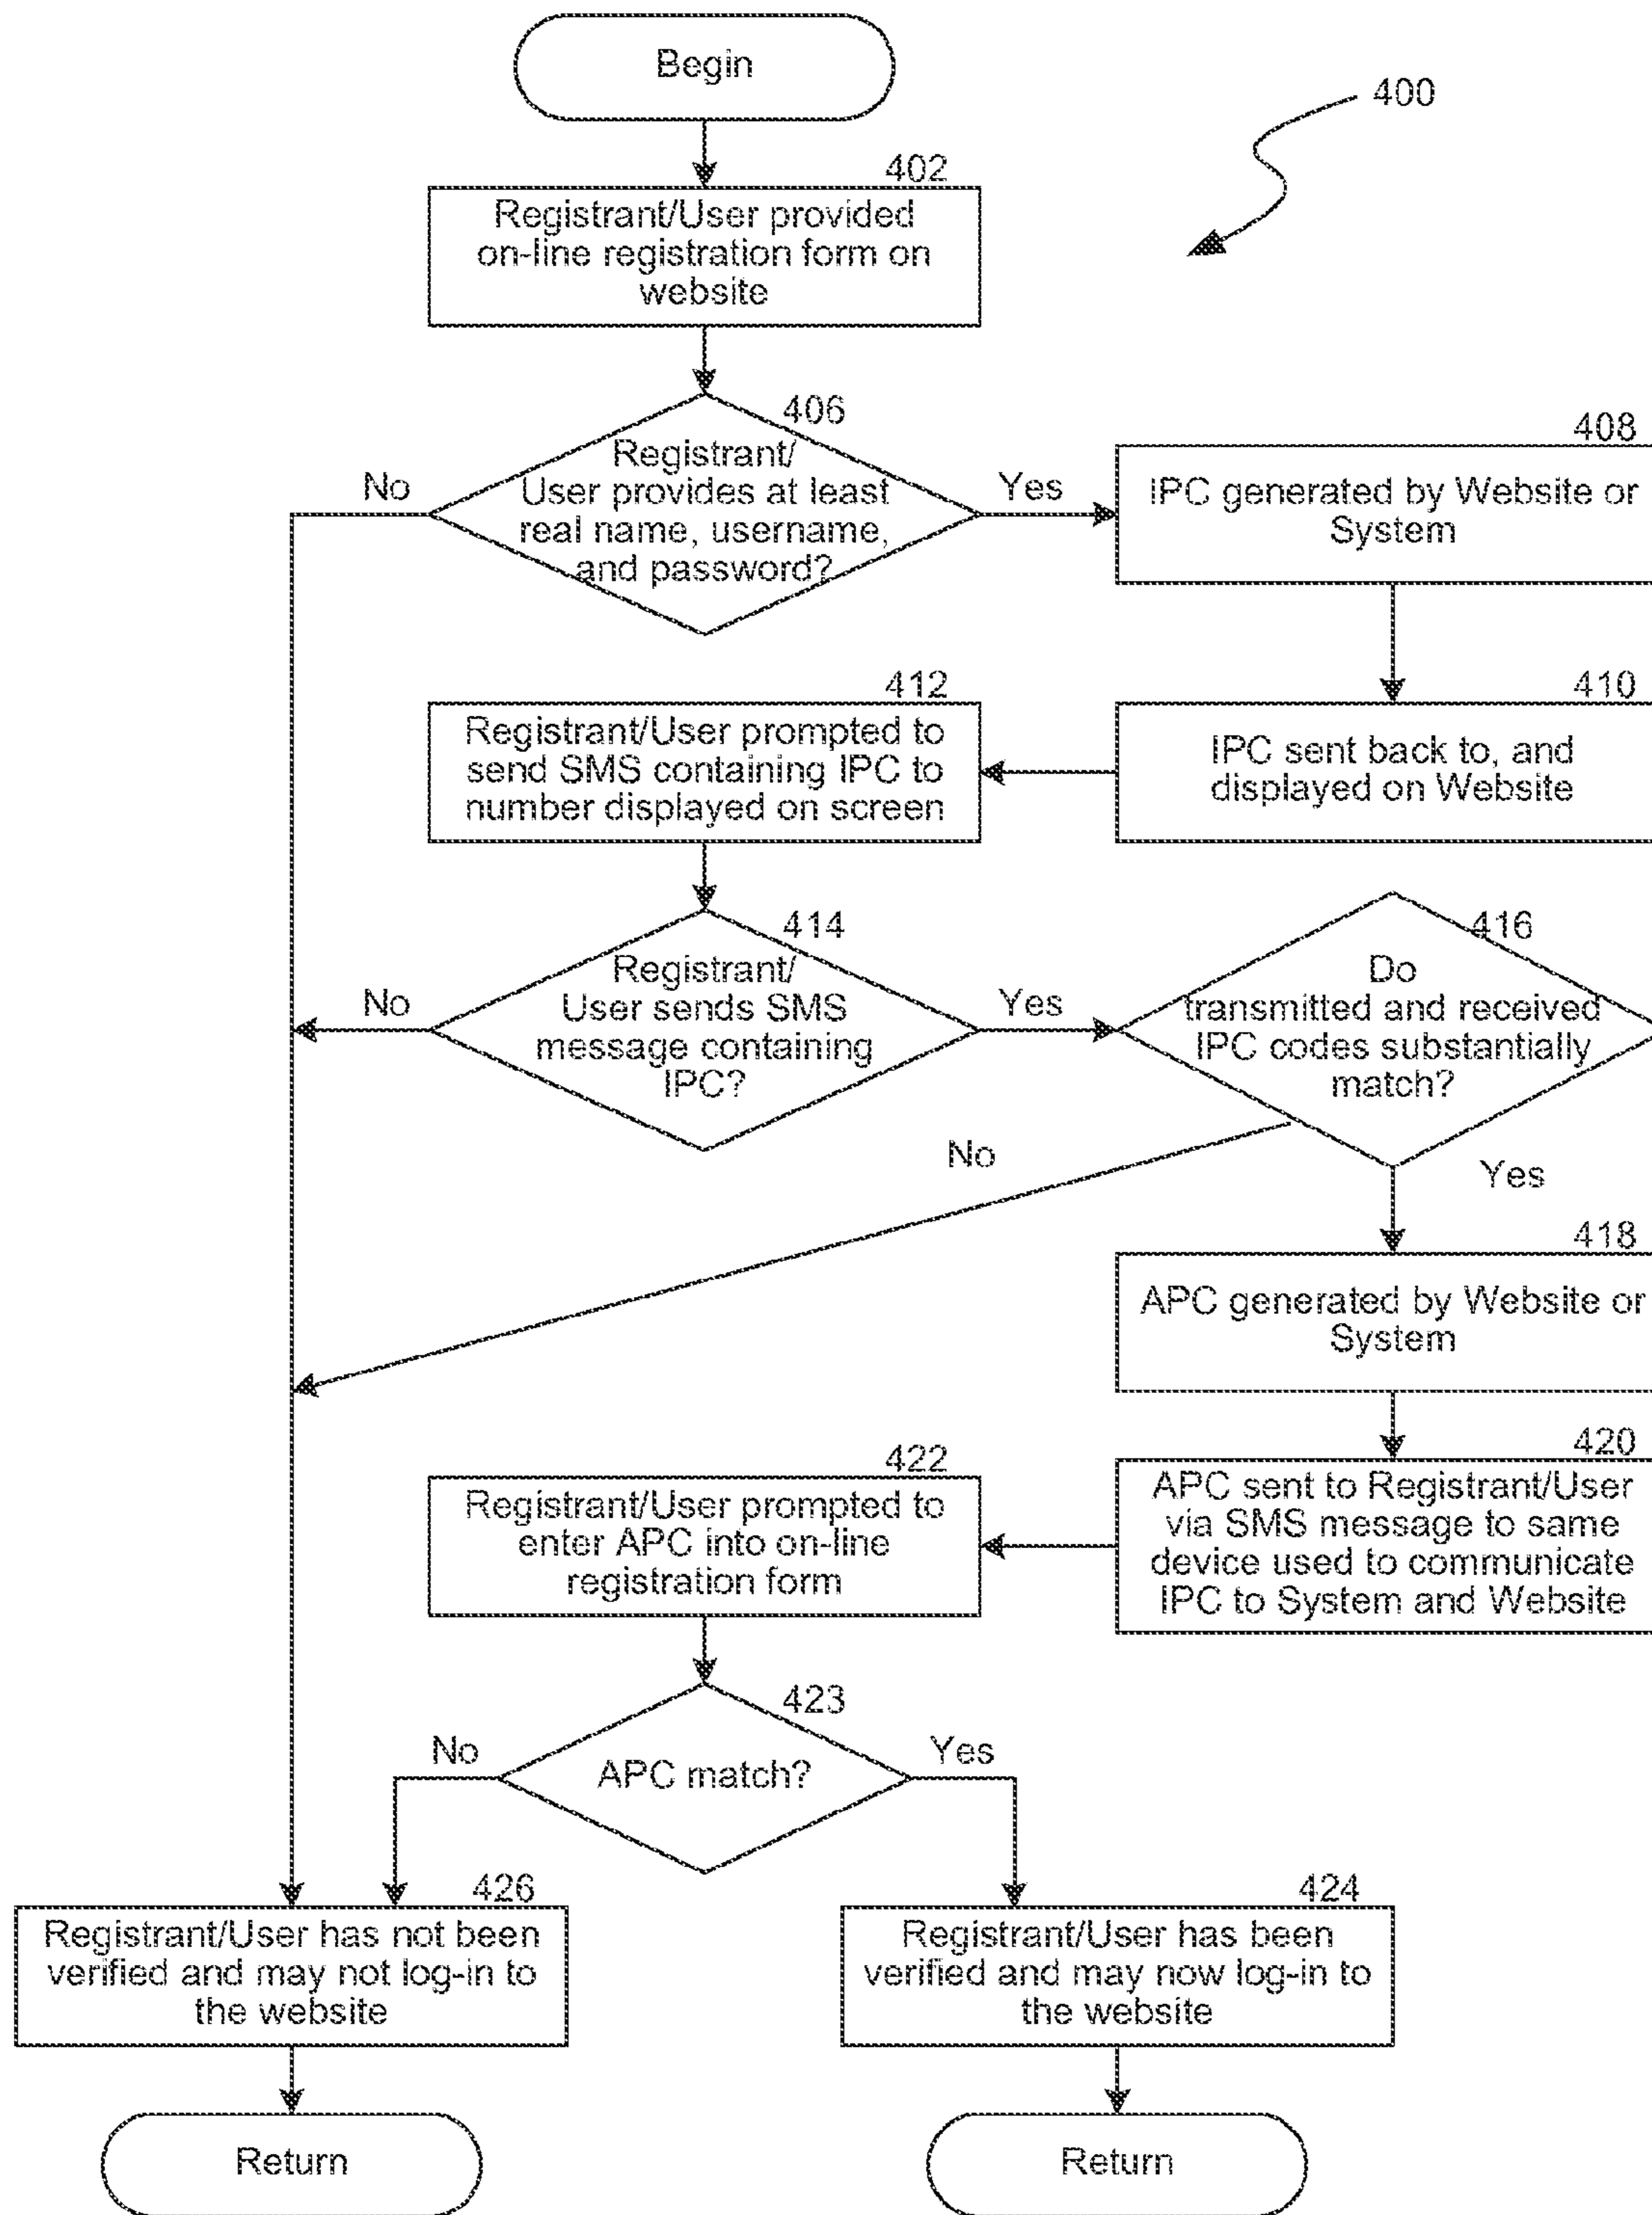 Begin
400
402
Registrant/User provided
on-line registration form on
website
406
Registrant/
User provides at least
real name, username,
and password?
No
Yes
408
IPC generated by Website or
System
410
IPC sent back to, and
displayed on Website
412
Registrant/User prompted to
send SMS containing IPC to
number displayed on screen
414
Registrant/
User sends SMS
message containing
IPC?
No
Yes
416
Do
transmitted and received
IPC codes substantially
match?
No
Yes
418
APC generated by Website or
System
420
APC sent to Registrant/User
via SMS message to same
device used to communicate
IPC to System and Website
422
Registrant/User prompted to
enter APC into on-line
registration form
423
APC match?
No
Yes
426
Registrant/User has not been
verified and may not log-in to
the website
424
Registrant/User has been
verified and may now log-in to
the website
Return
Return